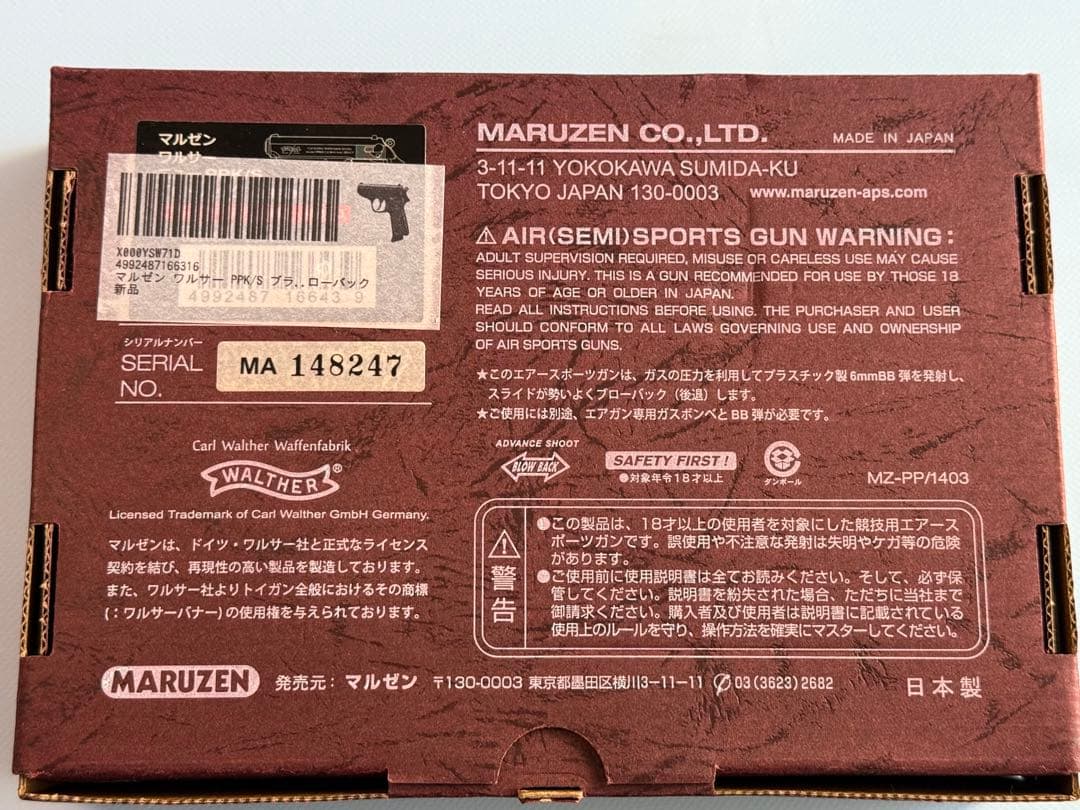 マルゼン
ワルサー
PPK/S
X000YSW71D
4992487166316
マルゼン ワルサー PPK/S ブラ..ローバック
新品
4992487 16643 9
シリアルナンバー
SERIAL
NO.
MA 148247
Carl Walther Waffenfabrik
WALTHER®
Licensed Trademark of Carl Walther GmbH Germany.
マルゼンは、ドイツ・ワルサー社と正式なライセンス
契約を結び、再現性の高い製品を製造しております。
また、ワルサー社よりトイガン全般におけるその商標
(：ワルサーバナー)の使用権を与えられております。
MARUZEN CO.,LTD.
MADE IN JAPAN
3-11-11 YOKOKAWA SUMIDA-KU
TOKYO JAPAN 130-0003 www.maruzen-aps.com
⚠AIR(SEMI)SPORTS GUN WARNING:
ADULT SUPERVISION REQUIRED, MISUSE OR CARELESS USE MAY CAUSE
SERIOUS INJURY. THIS IS A GUN RECOMMENDED FOR USE BY THOSE 18
YEARS OF AGE OR OLDER IN JAPAN.
READ ALL INSTRUCTIONS BEFORE USING. THE PURCHASER AND USER
SHOULD CONFORM TO ALL LAWS GOVERNING USE AND OWNERSHIP
OF AIR SPORTS GUNS.
★このエアースポーツガンは、ガスの圧力を利用してプラスチック製6mmBB弾を発射し、
スライドが勢いよくブローバック（後退）します。
★ご使用には別途、エアガン専用ガスボンベとBB弾が必要です。
ADVANCE SHOOT
BLOW BACK
SAFETY FIRST!
●対象年令18才以上
ダンボール
MZ-PP/1403
⚠警告
●この製品は、18才以上の使用者を対象にした競技用エアース
ポーツガンです。誤使用や不注意な発射は失明やケガ等の危険
があります。
●ご使用前に使用説明書は全てお読みください。そして、必ず保
管してください。説明書を紛失された場合、ただちに当社まで
御請求ください。購入者及び使用者は説明書に記載されている
使用上のルールを守り、操作方法を確実にマスターしてください。
MARUZEN 発売元：マルゼン 〒130-0003 東京都墨田区横川3-11-11 03(3623)2682
日本製